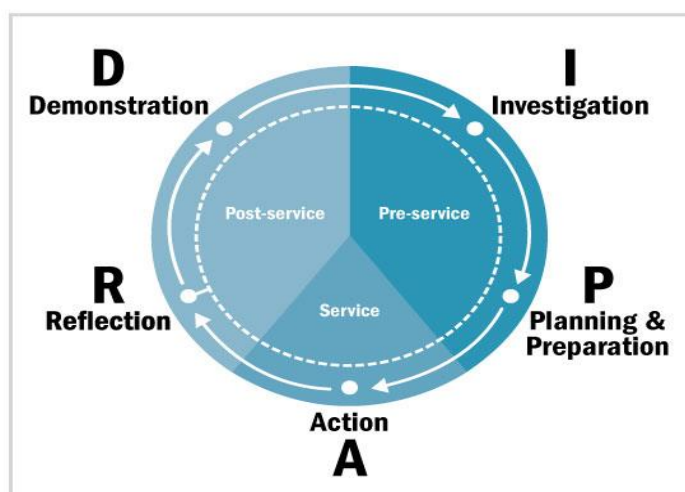 D
Demonstration
I
Investigation
Post-service
Pre-service
R
Reflection
P
Planning &
Preparation
Service
Action
A